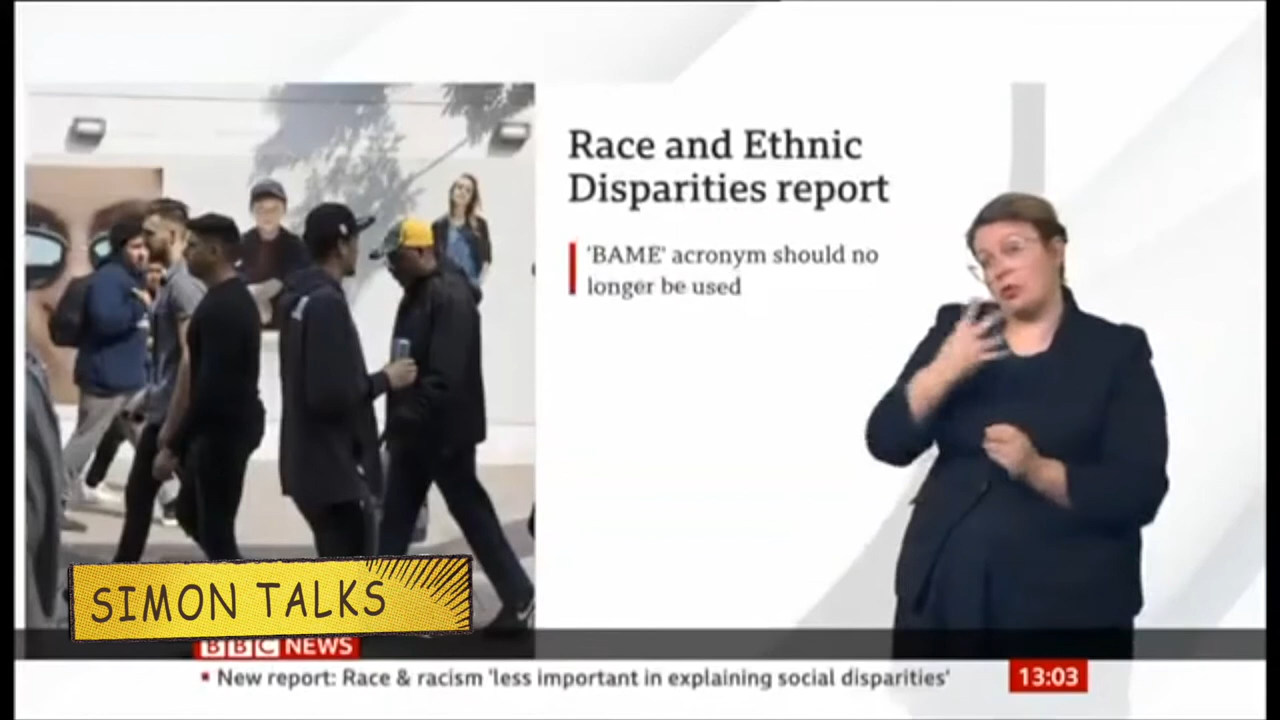 Race and Ethnic
Disparities report
'BAME' acronym should no
longer be used
SIMON TALKS
BBC NEWS
New report: Race & racism 'less important in explaining social disparities'
13:03